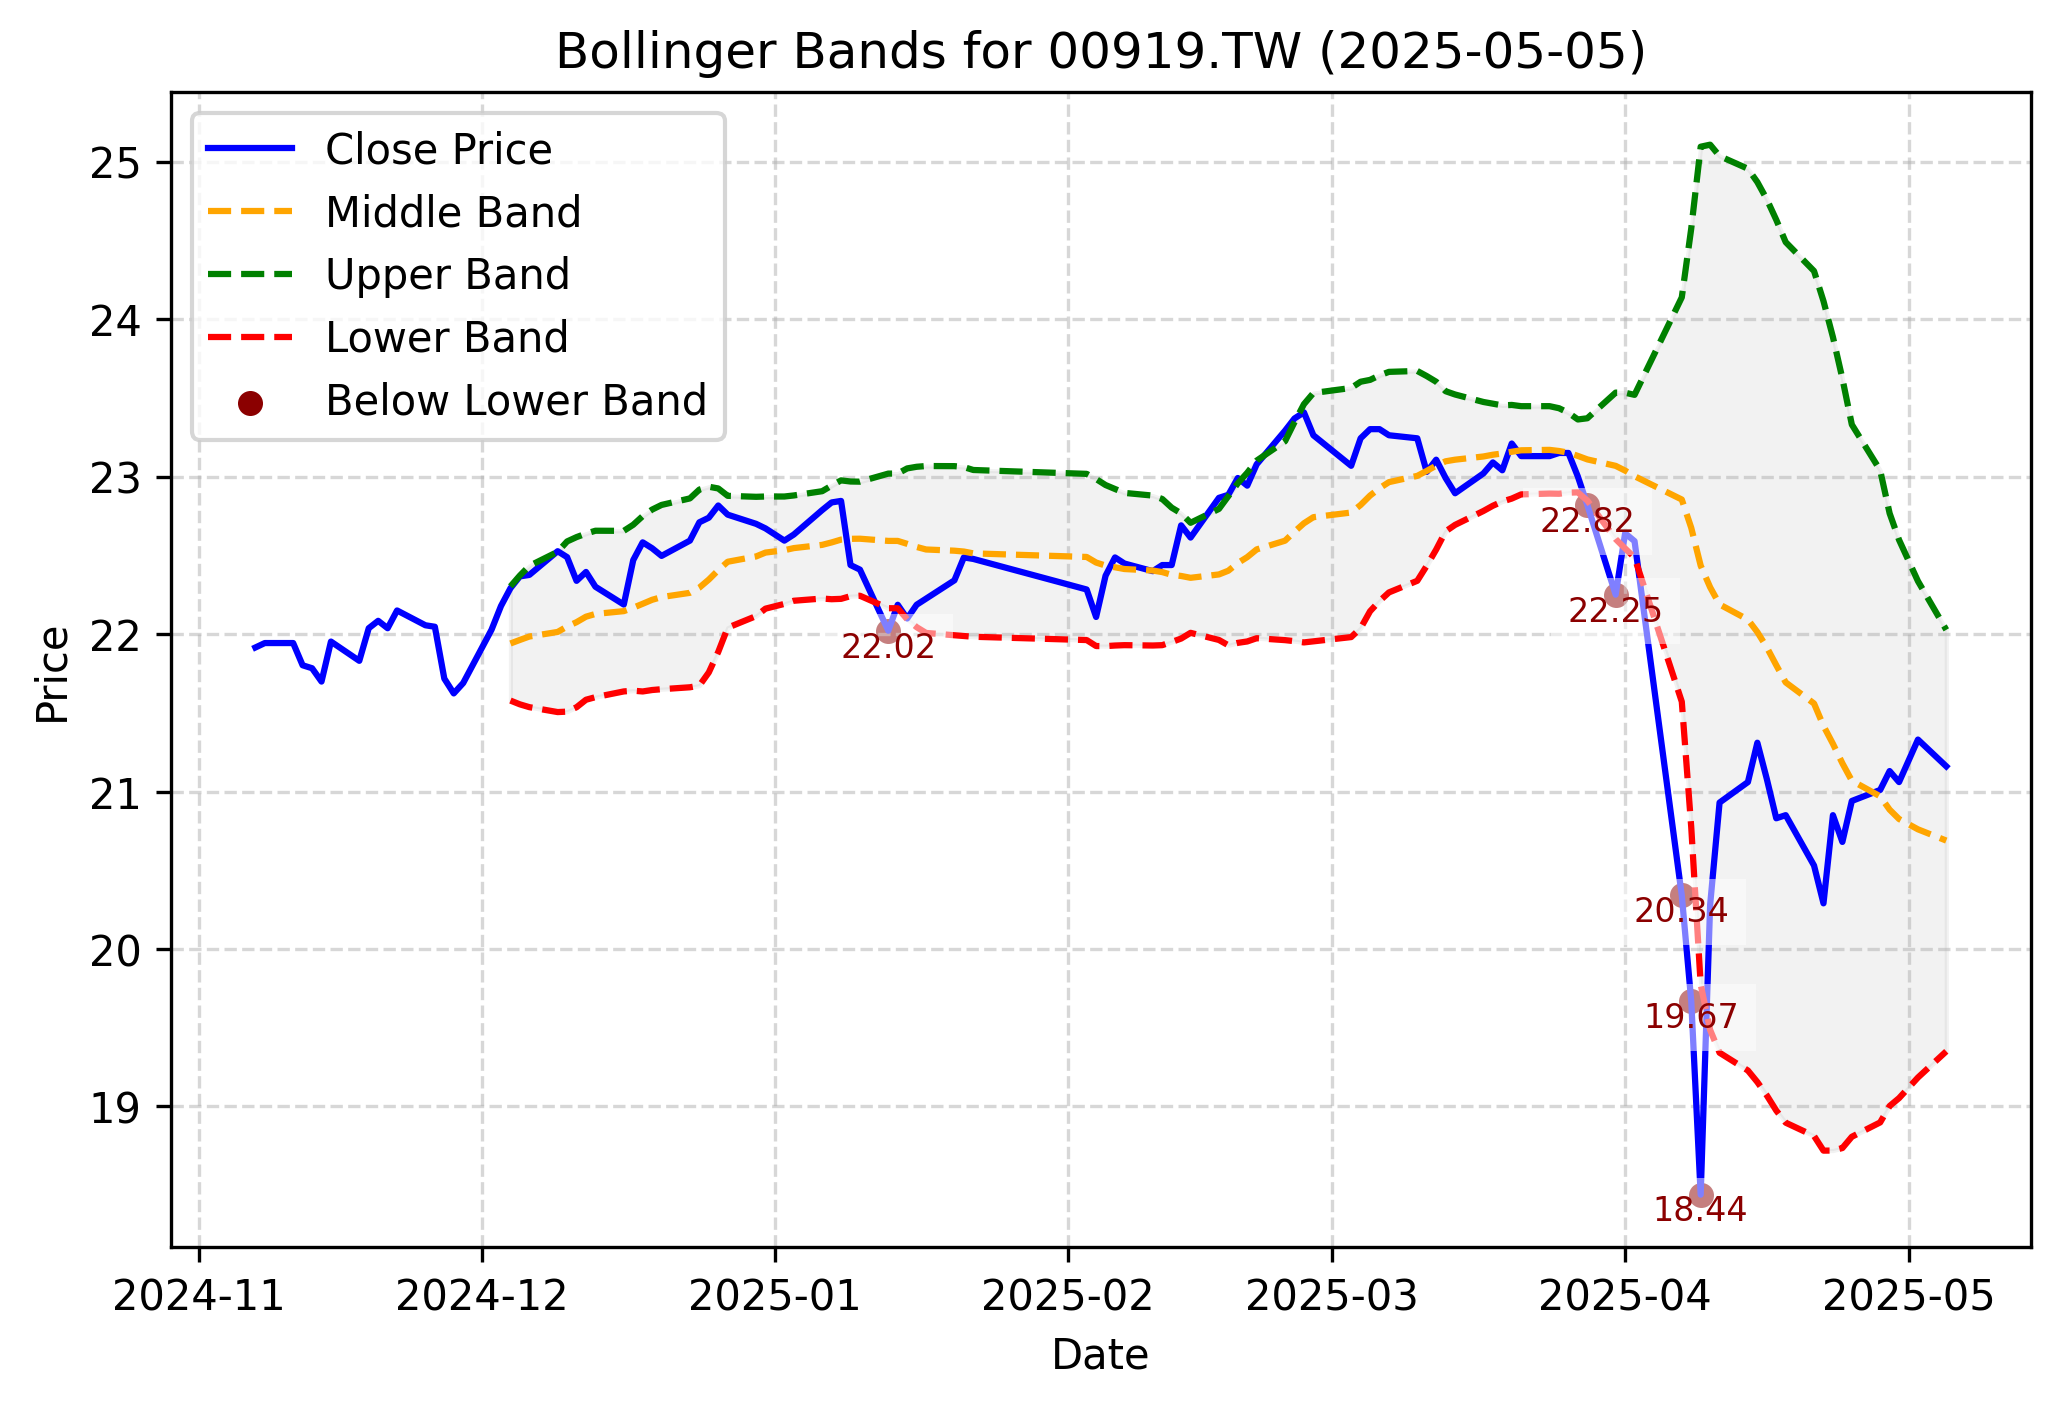 Bollinger Bands for 00919.TW (2025-05-05)
Close Price
Middle Band
Upper Band
Lower Band
Below Lower Band
Price
25
24
23
22
21
20
19
22.02
22.82
22.25
20.34
19.67
18.44
2024-11 2024-12 2025-01 2025-02 2025-03 2025-04 2025-05
Date